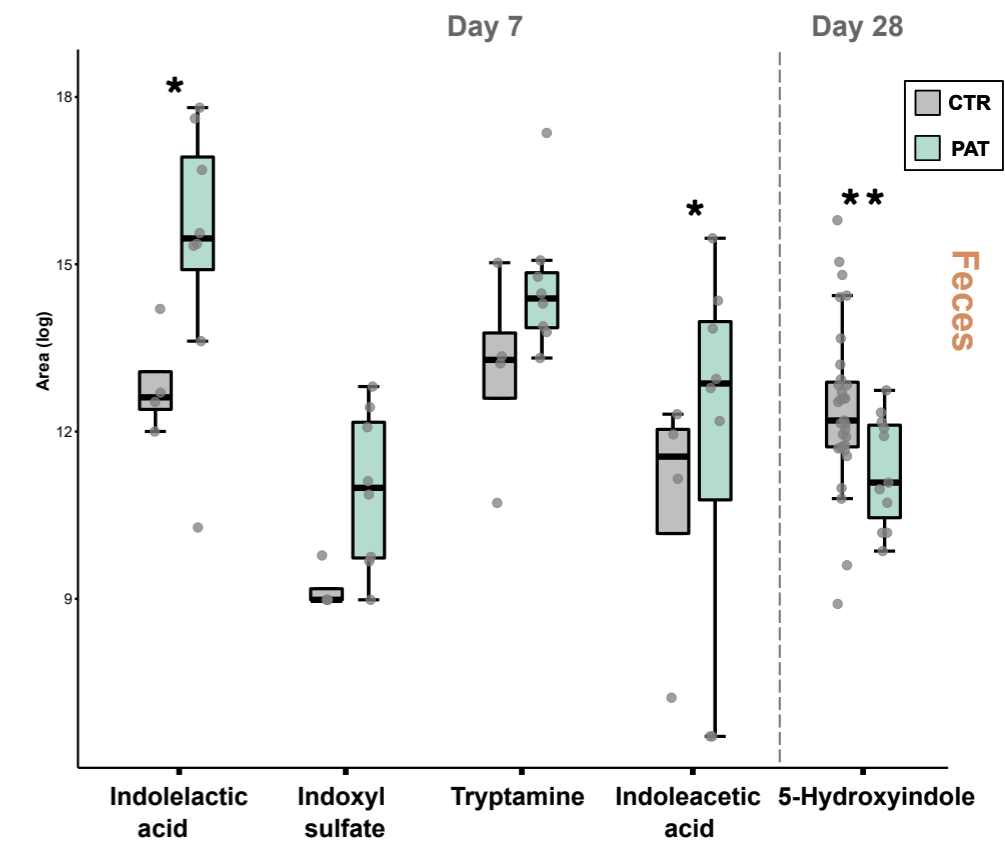 Day 7
Day 28
18
15
12
9
Area (log)
*
*
**
CTR
PAT
Feces
Indolelactic
acid
Indoxyl
sulfate
Tryptamine
Indoleacetic
acid
5-Hydroxyindole